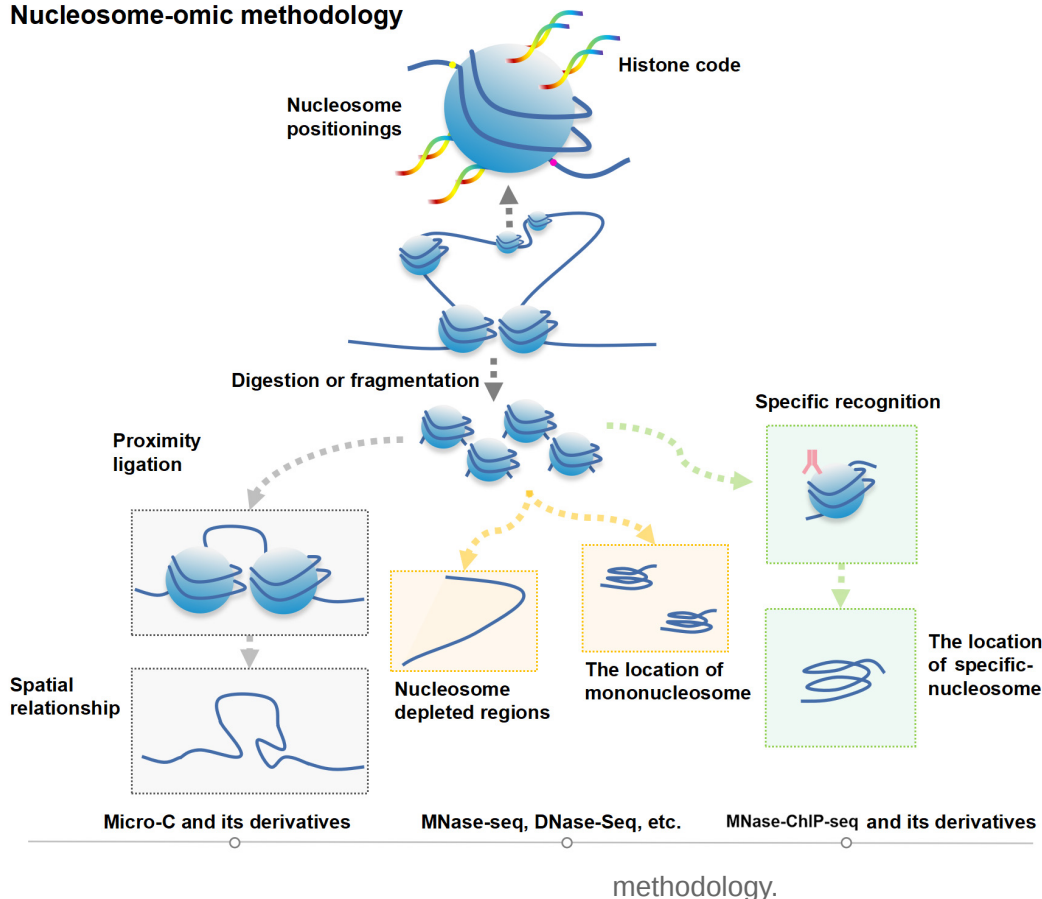 Nucleosome-omic methodology
Histone code
Nucleosome
positionings
Digestion or fragmentation
Specific recognition
Proximity
ligation
Spatial
relationship
Nucleosome
depleted regions
The location of
mononucleosome
The location
of specific-
nucleosome
Micro-C and its derivatives
MNase-seq, DNase-Seq, etc.
MNase-ChIP-seq and its derivatives
methodology.